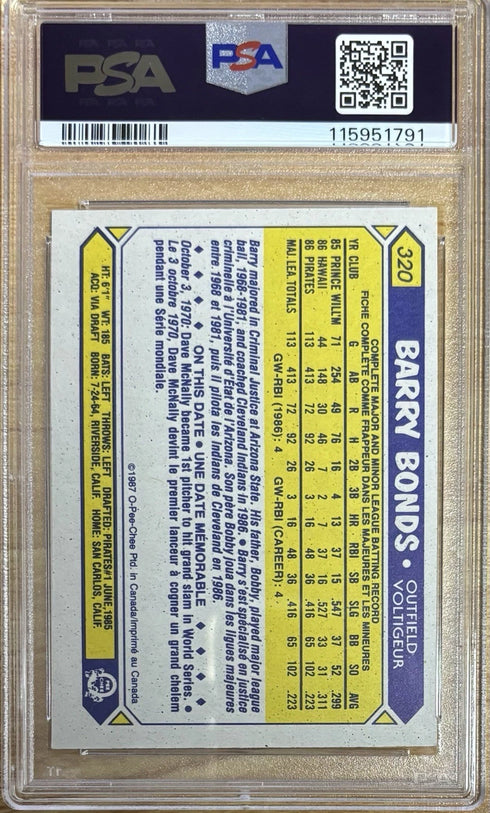 PSA
PSA
115951791
320
BARRY BONDS • OUTFIELD
VOLTIGEUR
COMPLETE MAJOR AND MINOR LEAGUE BATTING RECORD
FICHE COMPLÈTE COMME FRAPPEUR DANS LES MAJEURES ET LES MINEURES
YR CLUB G AB R H 2B 3B HR RBI SB SLG BB SO AVG
85 PRINCE WILL'M 71 254 49 76 16 4 13 37 15 .547 37 52 .299
86 HAWAII 44 148 30 46 7 2 7 37 15 .527 33 31 .311
86 PIRATES 113 413 72 92 26 3 16 48 36 .416 65 102 .223
MAJ. LEA. TOTALS 113 413 72 92 26 3 16 48 36 .416 65 102 .223
GW-RBI (1986): 4 GW-RBI (CAREER): 4
Barry majored in Criminal Justice at Arizona State. His father, Bobby, played major league
ball, 1968-1981, and coached Cleveland Indians in 1986. • Barry s'est spécialisé en justice
criminelle à l'Université d'État de l'Arizona. Son père Bobby joua dans les ligues majeures
entre 1968 et 1981, puis il pilota les Indians de Cleveland en 1986.
♦ ♦ ♦ ♦ ON THIS DATE • UNE DATE MÉMORABLE ♦ ♦ ♦ ♦
October 3, 1970: Dave McNally became 1st pitcher to hit grand slam in World Series. •
Le 3 octobre 1970, Dave McNally devint le premier lanceur à cogner un grand chelem
pendant une Série mondiale.
©1987 O-Pee-Chee Ptd. in Canada/Imprimé au Canada
HT: 6'1" WT: 185 BATS: LEFT THROWS: LEFT DRAFTED: PIRATES#1 JUNE, 1985
ACQ: VIA DRAFT BORN: 7-24-64, RIVERSIDE, CALIF. HOME: SAN CARLOS, CALIF.